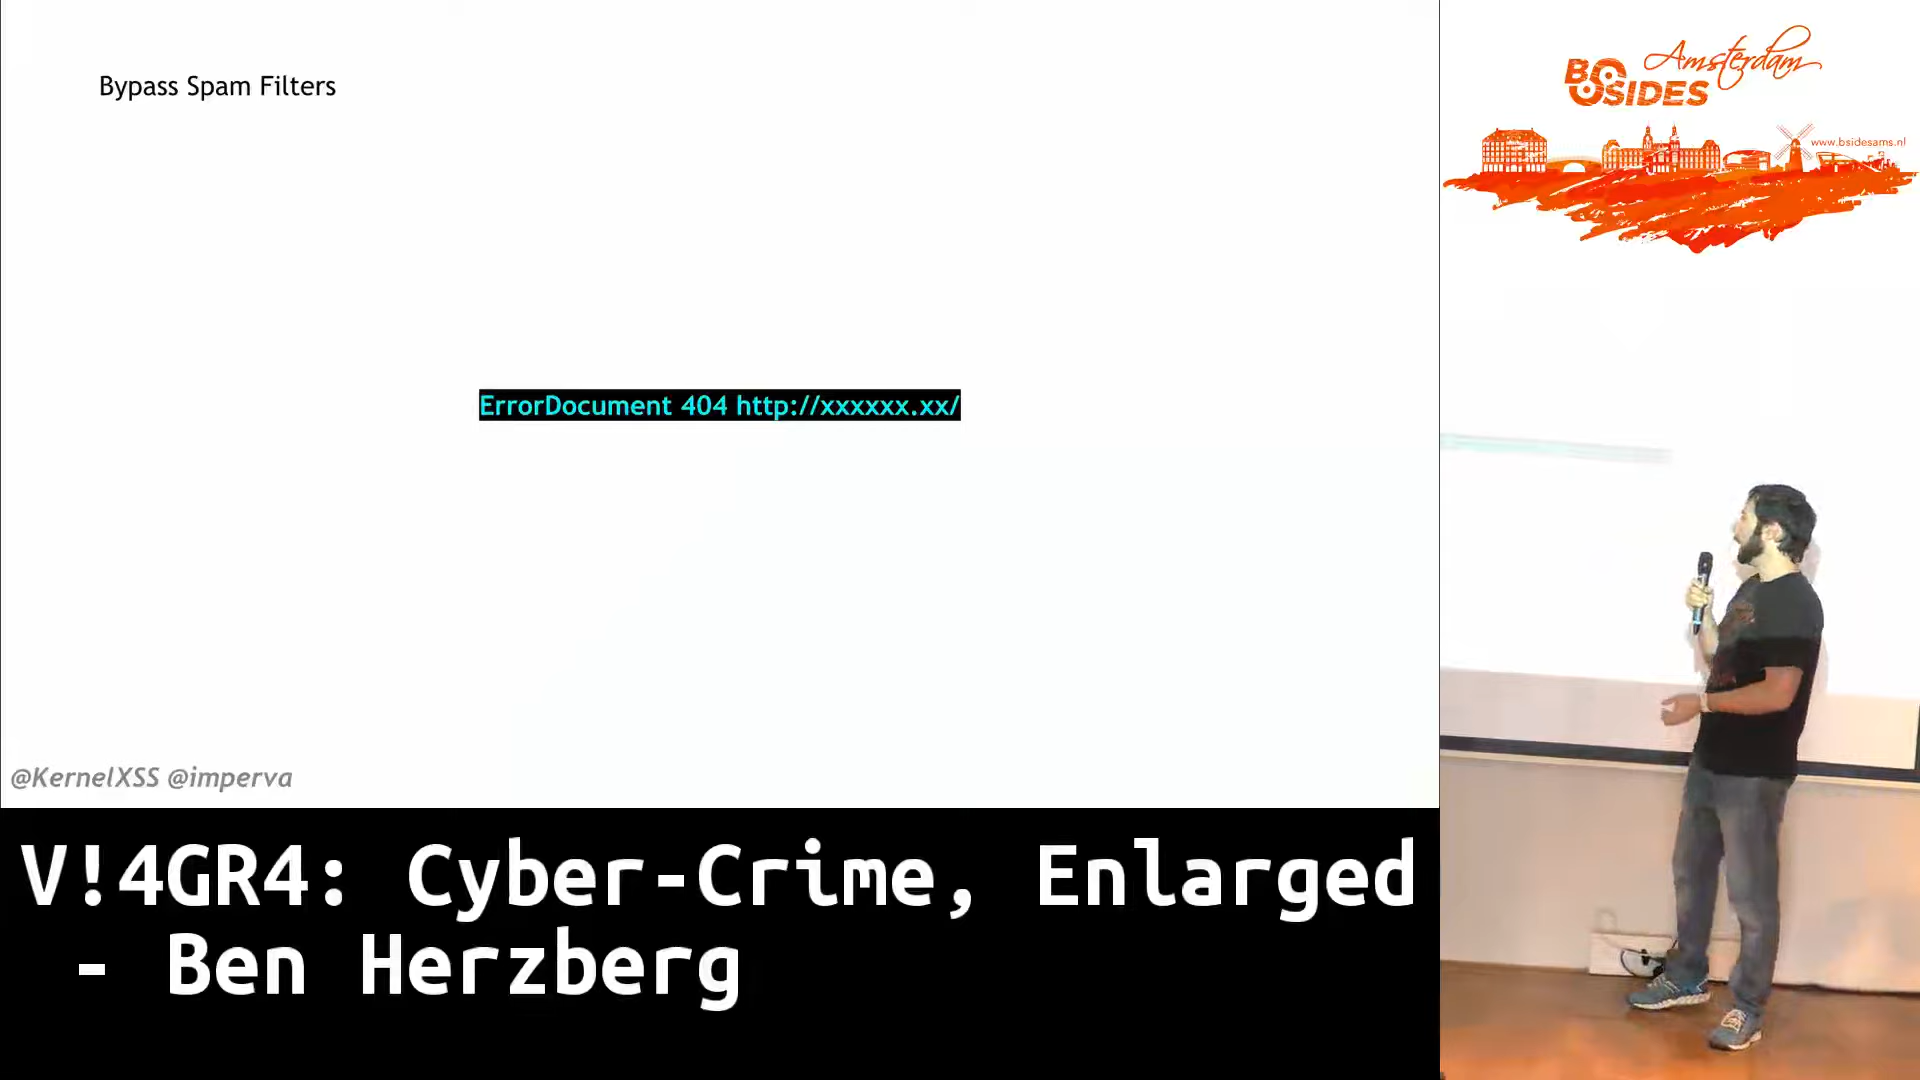 Bypass Spam Filters
ErrorDocument 404 http://xxxxxx.xx/
@KernelXSS @imperva
V!4GR4: Cyber-Crime, Enlarged
- Ben Herzberg
Amsterdam
BSIDES
www.bsidesams.nl